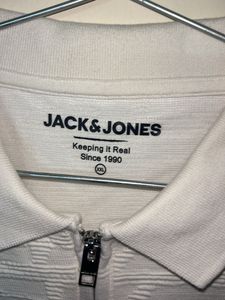 JACK & JONES
Keeping it Real
Since 1990
XXL